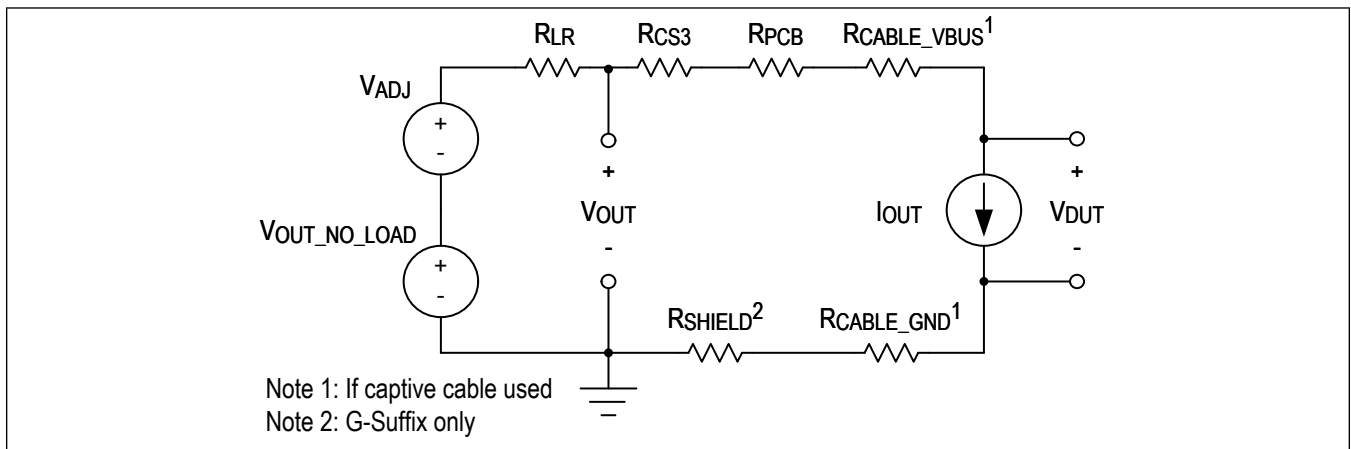 RLR RCS3 RPCB RCABLE_VBUS1
VADJ
+
-
+
VOUT
-
IOUT
+
VDUT
-
VOUT_NO_LOAD
+
-
RSHIELD2 RCABLE_GND1
Note 1: If captive cable used
Note 2: G-Suffix only